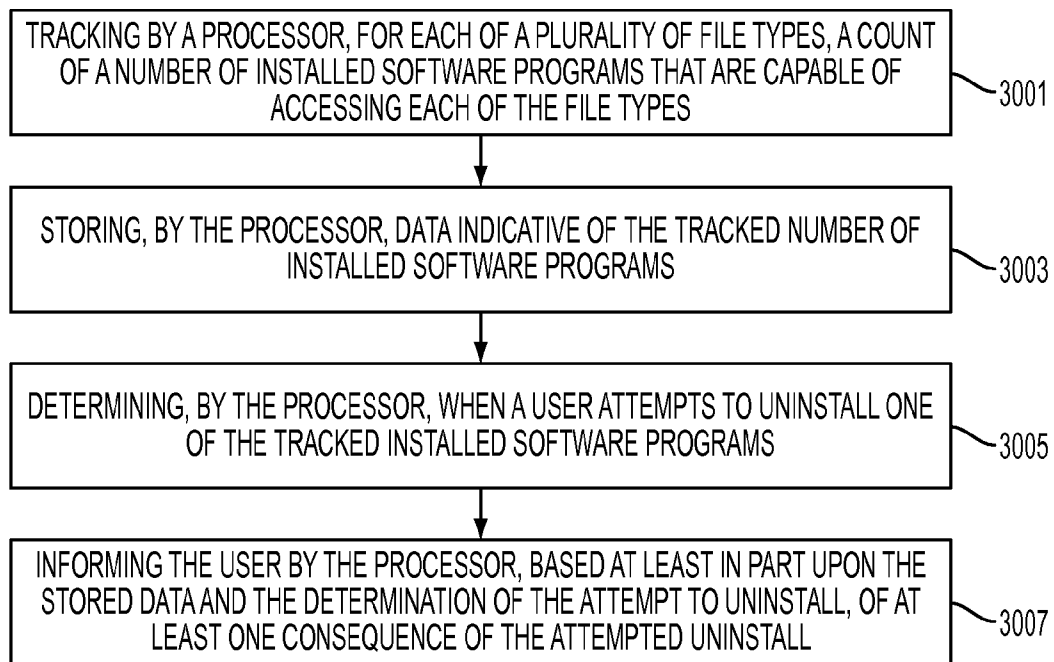 TRACKING BY A PROCESSOR, FOR EACH OF A PLURALITY OF FILE TYPES, A COUNT
OF A NUMBER OF INSTALLED SOFTWARE PROGRAMS THAT ARE CAPABLE OF
ACCESSING EACH OF THE FILE TYPES
3001
STORING, BY THE PROCESSOR, DATA INDICATIVE OF THE TRACKED NUMBER OF
INSTALLED SOFTWARE PROGRAMS
3003
DETERMINING, BY THE PROCESSOR, WHEN A USER ATTEMPTS TO UNINSTALL ONE
OF THE TRACKED INSTALLED SOFTWARE PROGRAMS
3005
INFORMING THE USER BY THE PROCESSOR, BASED AT LEAST IN PART UPON THE
STORED DATA AND THE DETERMINATION OF THE ATTEMPT TO UNINSTALL, OF AT
LEAST ONE CONSEQUENCE OF THE ATTEMPTED UNINSTALL
3007